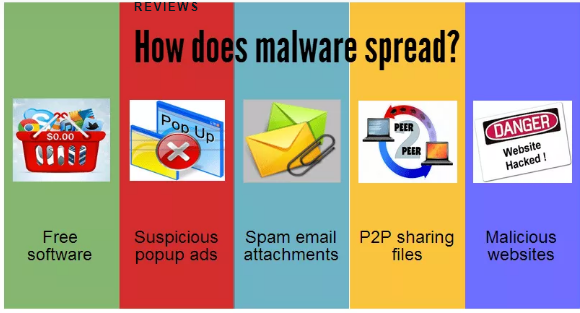 REVIEWS
How does malware spread?
$0.00
Pop Up
PEER
2
PEER
DANGER
Website
Hacked !
Free
software
Suspicious
popup ads
Spam email
attachments
P2P sharing
files
Malicious
websites